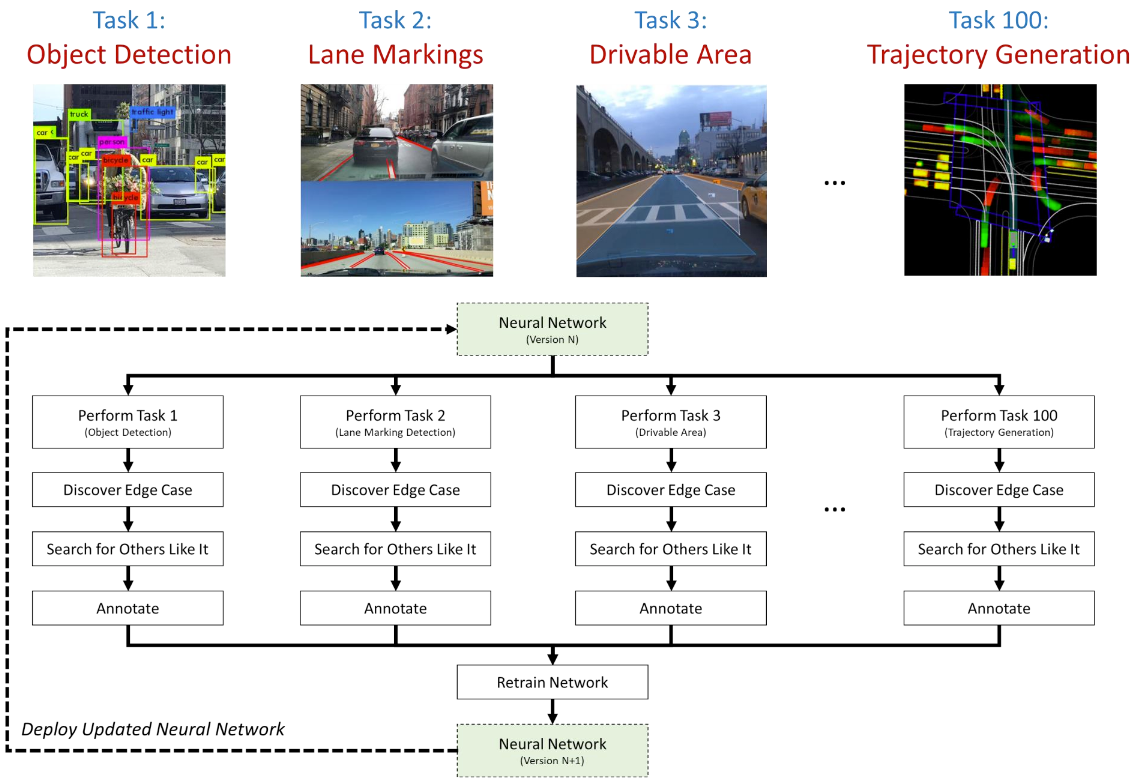 Task 1:
Object Detection
Task 2:
Lane Markings
Task 3:
Drivable Area
Task 100:
Trajectory Generation
truck
traffic light
car
car
car
person
car
car
bicycle
bicycle
...
Neural Network
(Version N)
Perform Task 1
(Object Detection)
Perform Task 2
(Lane Marking Detection)
Perform Task 3
(Drivable Area)
Perform Task 100
(Trajectory Generation)
Discover Edge Case
Discover Edge Case
Discover Edge Case
...
Discover Edge Case
Search for Others Like It
Search for Others Like It
Search for Others Like It
Search for Others Like It
Annotate
Annotate
Annotate
Annotate
Retrain Network
Deploy Updated Neural Network
Neural Network
(Version N+1)